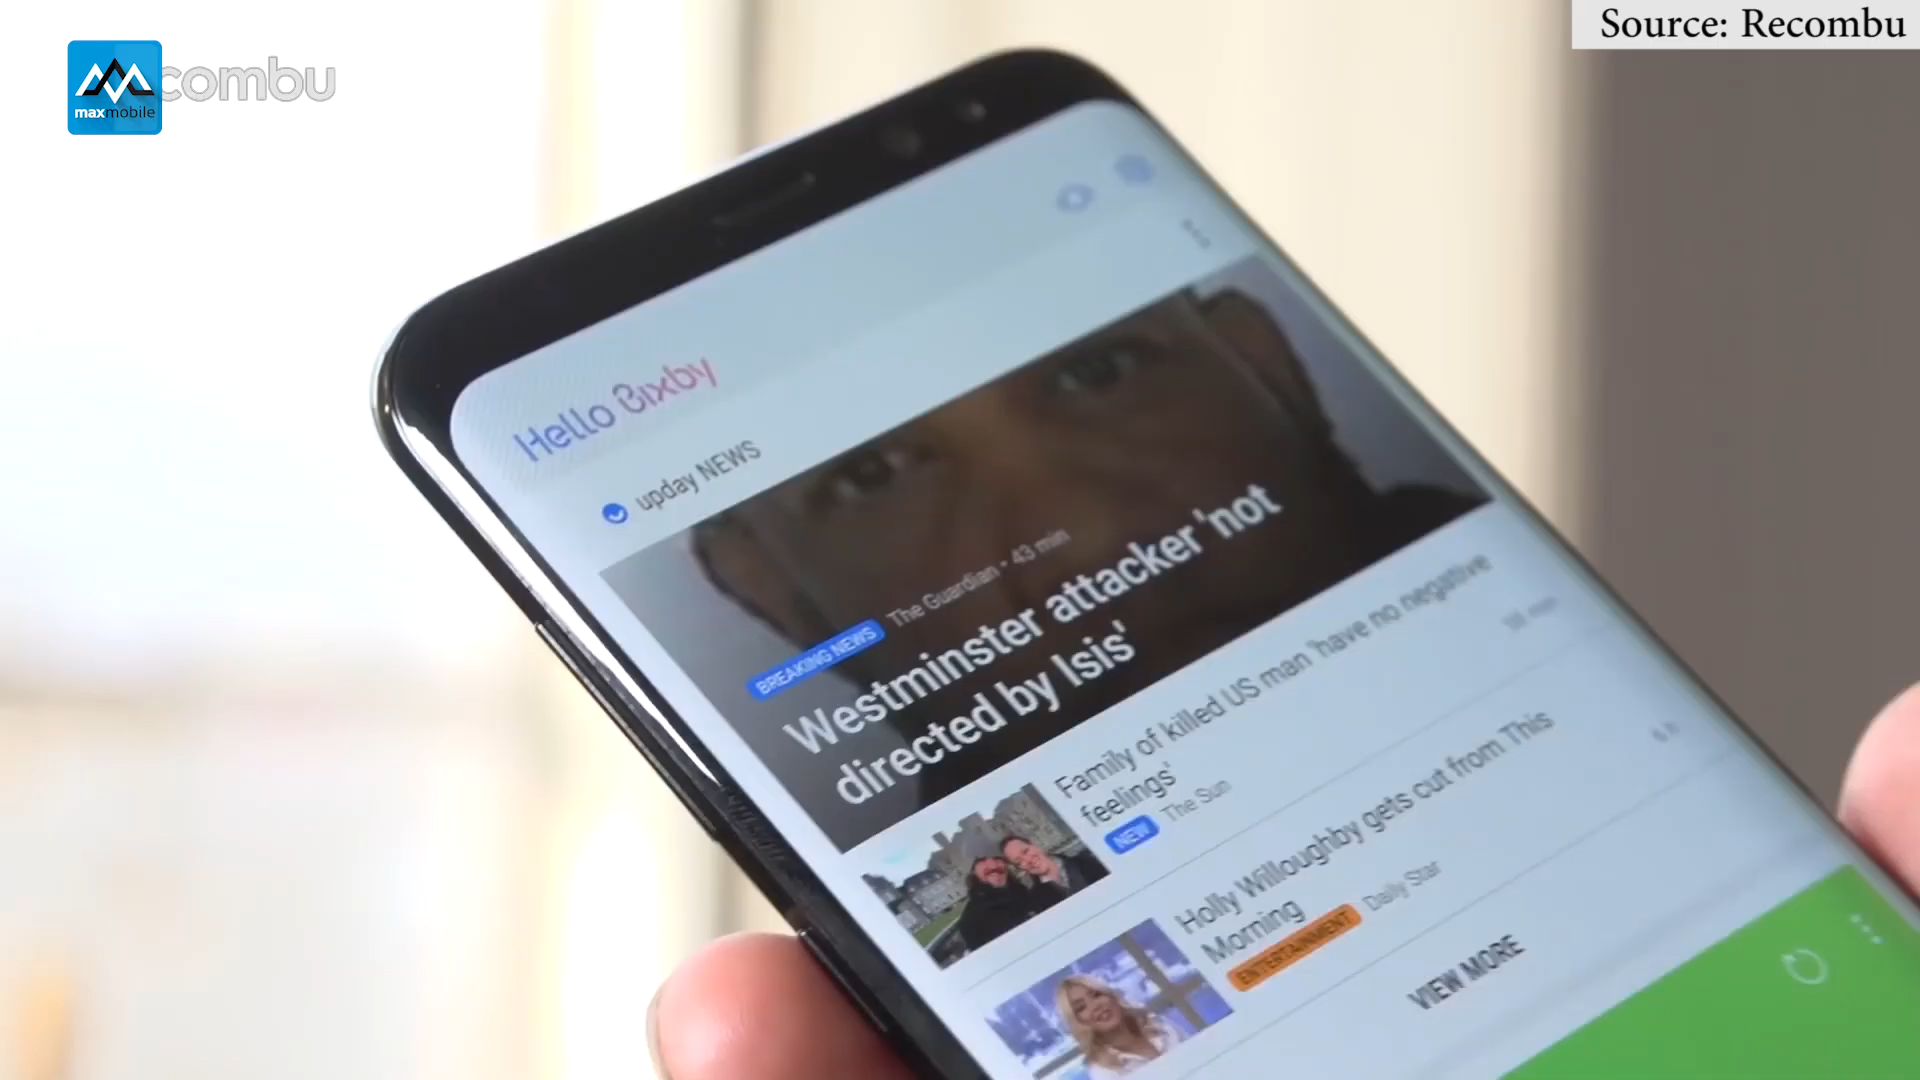 Source: Recombu
combu
maxmobile
Hello Bixby
upday NEWS
BREAKING NEWS The Guardian • 43 min
Westminster attacker 'not
directed by Isis'
Family of killed US man 'have no negative
feelings'
NEW The Sun
Holly Willoughby gets cut from This
Morning
6 h
ENTERTAINMENT Daily Star
VIEW MORE